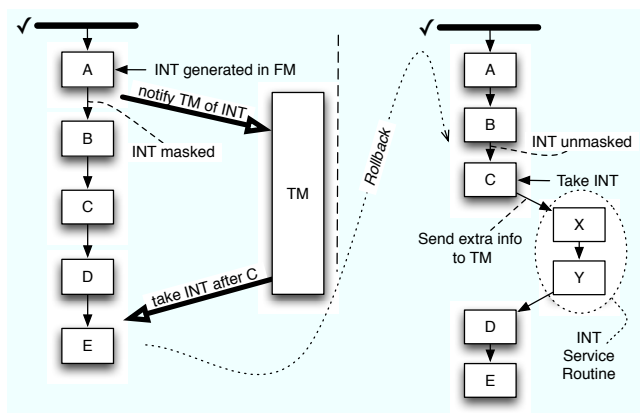 ✓
A
INT generated in FM
notify TM of INT
B
INT masked
C
TM
D
take INT after C
E
Rollback
✓
A
B
INT unmasked
C
Take INT
X
Send extra info
to TM
Y
D
INT
Service
Routine
E